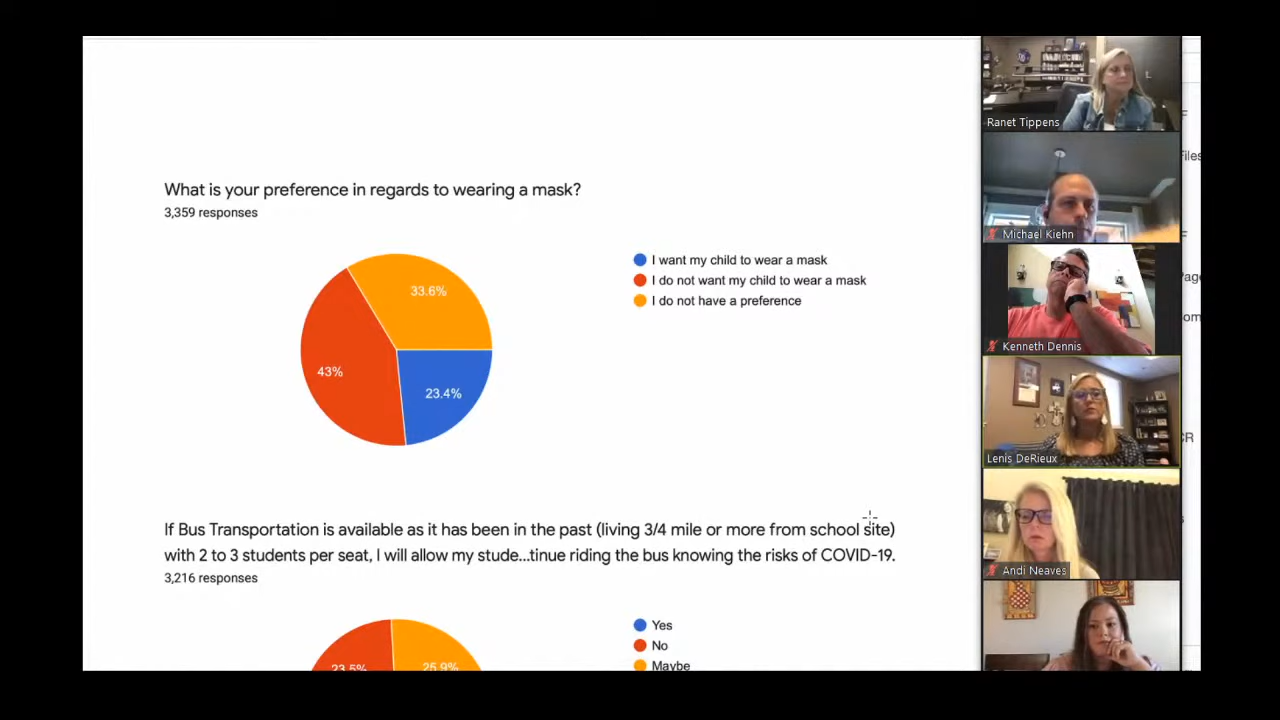 What is your preference in regards to wearing a mask?
3,359 responses
33.6%
43%
23.4%
I want my child to wear a mask
I do not want my child to wear a mask
I do not have a preference
If Bus Transportation is available as it has been in the past (living 3/4 mile or more from school site)
with 2 to 3 students per seat, I will allow my stude...tinue riding the bus knowing the risks of COVID-19.
3,216 responses
23.5%
25.9%
Yes
No
Maybe
Ranet Tippens
Michael Kiehn
Kenneth Dennis
Lenis DeRieux
Andi Neaves